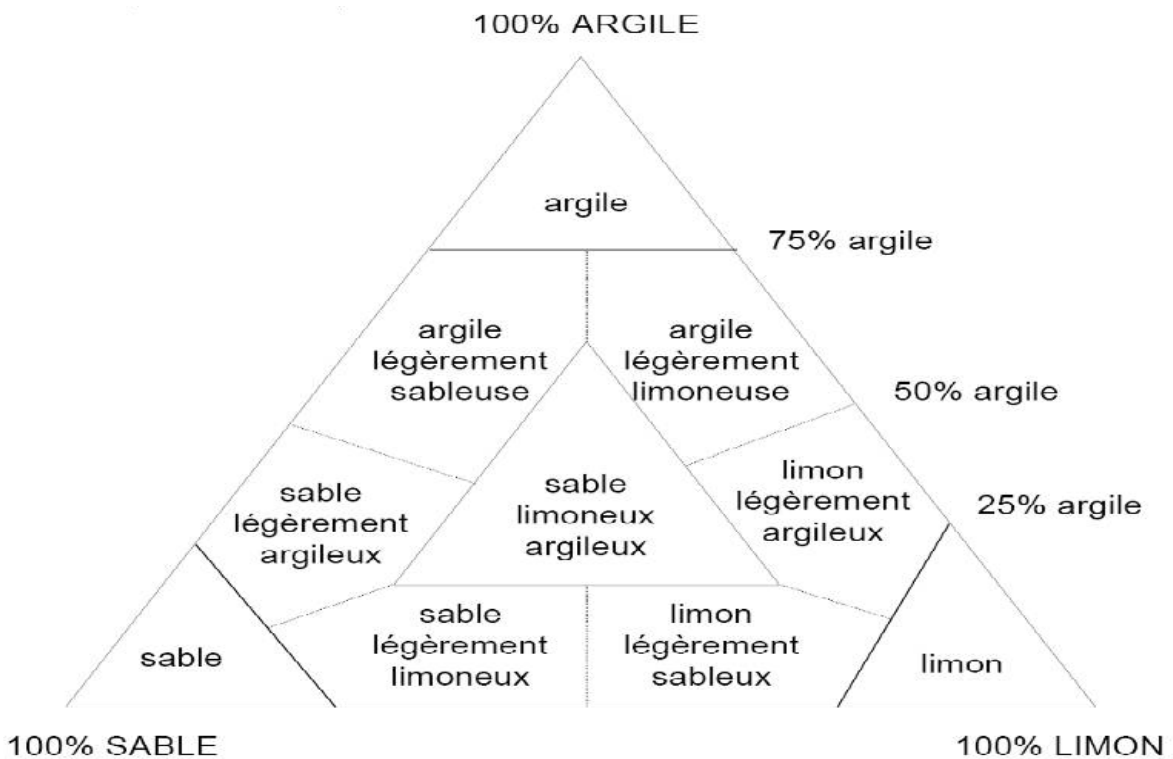 100% ARGILE
argile
75% argile
argile
légèrement
sableuse
argile
légèrement
limoneuse
50% argile
sable
légèrement
argileux
sable
limoneux
argileux
limon
légèrement
argileux
25% argile
sable
sable
légèrement
limoneux
limon
légèrement
sableux
limon
100% SABLE
100% LIMON